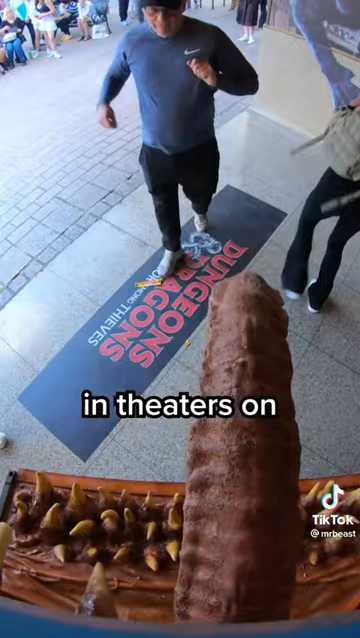 DUNGEONS
DRAGONS
HONOR AMONG THIEVES
in theaters on
TikTok
@mrbeast